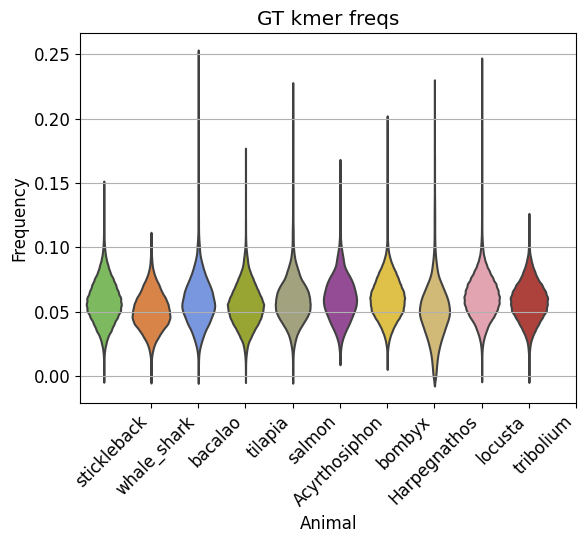 GT kmer freqs
Frequency
0.25
0.20
0.15
0.10
0.05
0.00
stickleback
whale_shark
bacalao
tilapia
salmon
Acyrthosiphon
bombyx
Harpegnathos
locusta
tribolium
Animal